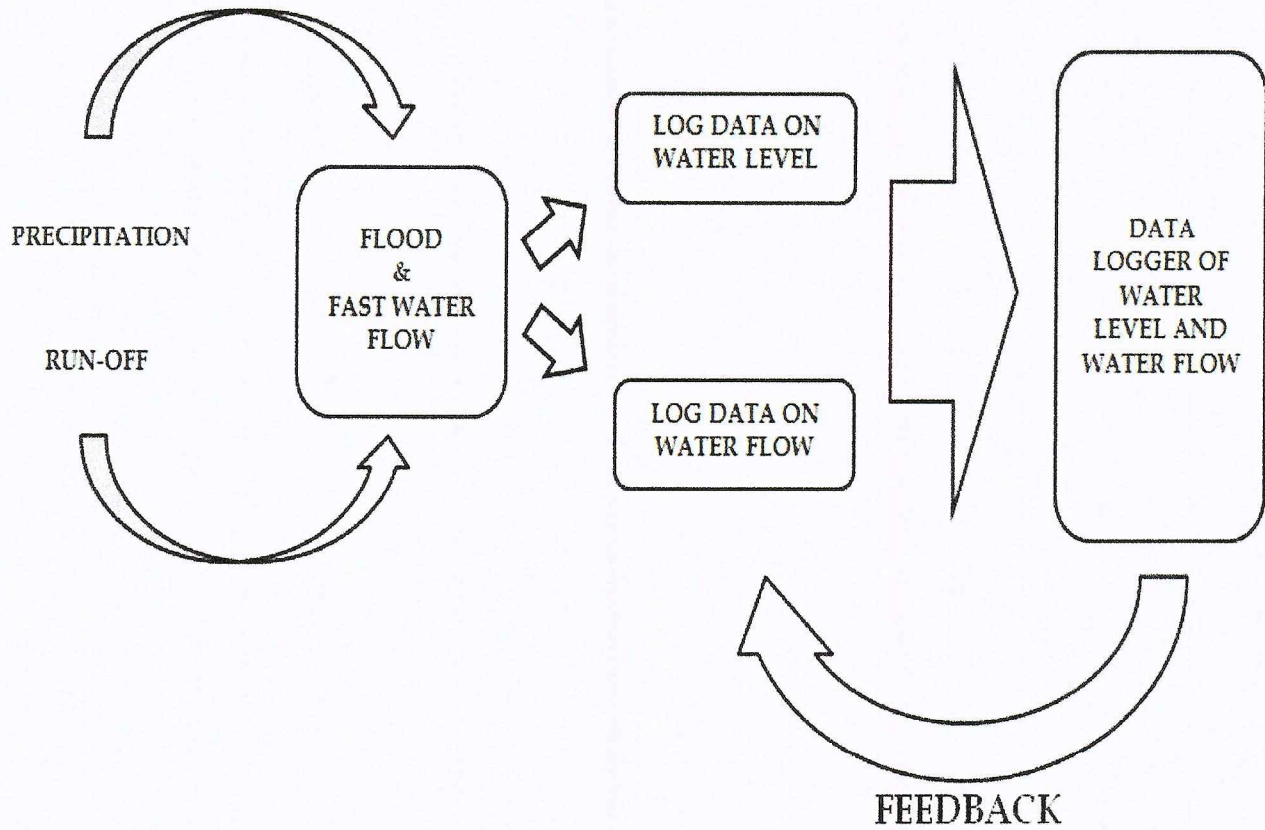 PRECIPITATION
RUN-OFF
FLOOD
&
FAST WATER
FLOW
LOG DATA ON
WATER LEVEL
LOG DATA ON
WATER FLOW
DATA
LOGGER OF
WATER
LEVEL AND
WATER FLOW
FEEDBACK